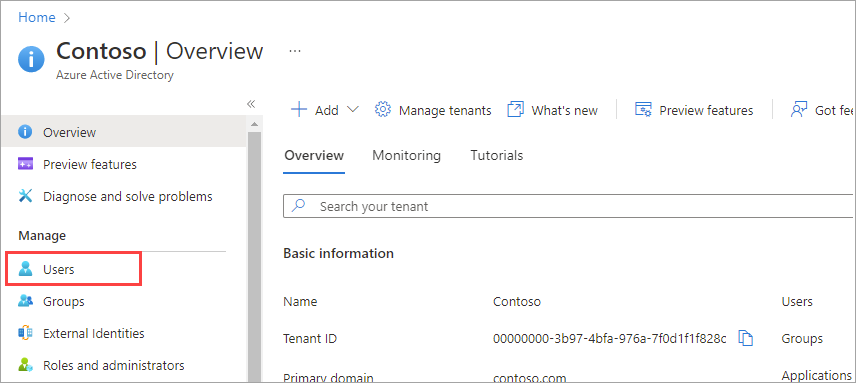 Home
Contoso | Overview
Azure Active Directory
Overview
Preview features
Diagnose and solve problems
Manage
Users
Groups
External Identities
Roles and administrators
Add
Manage tenants
What's new
Preview features
Got fee
Overview
Monitoring
Tutorials
Search your tenant
Basic information
Name Contoso Users
Tenant ID 00000000-3b97-4bfa-976a-7f0d1f1f828c Groups
Primary domain contoso.com Applications